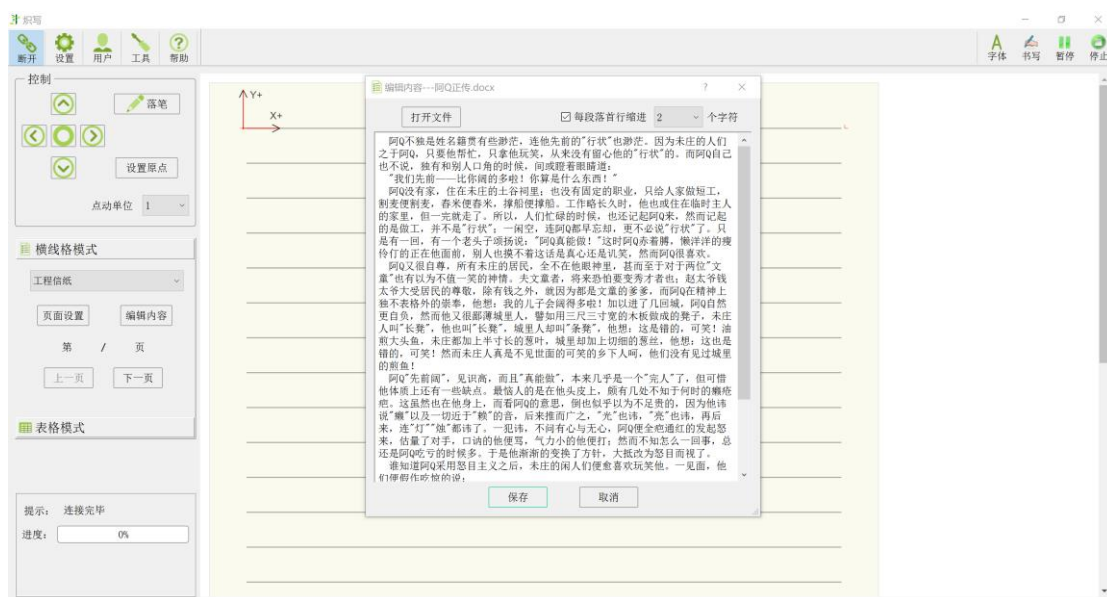 织写
断开 设置 用户 工具 帮助
字体 书写 暂停 停止
控制
落笔
设置原点
点动单位 1
横线格模式
工程信纸
页面设置 编辑内容
第 / 页
上一页 下一页
表格模式
提示： 连接完毕
进度： 0%
Y+
X+
编辑内容---阿Q正传.docx
打开文件 每段落首行缩进 2 个字符
阿Q不独是姓名籍贯有些渺茫，连他先前的"行状"也渺茫。因为未庄的人们
之于阿Q，只要他帮忙，只拿他玩笑，从来没有留心他的"行状"的。而阿Q自己
也不说，独有和别人口角的时候，间或瞪着眼睛道：
"我们先前——比你阔的多啦！你算是什么东西！"
阿Q没有家，住在未庄的土谷祠里；也没有固定的职业，只给人家做短工，
割麦便割麦，舂米便舂米，撑船便撑船。工作略长久时，他也或住在临时主人
的家里，但一完就走了。所以，人们忙碌的时候，也还记起阿Q来，然而记起
的是做工，并不是"行状"；一闲空，连阿Q都早忘却，更不必说"行状"了。只
是有一回，有一个老头子颂扬说："阿Q真能做！"这时阿Q赤着膊，懒洋洋的瘦
伶仃的正在他面前，别人也摸不着这话是真心还是讥笑，然而阿Q很喜欢。
阿Q又很自尊，所有未庄的居民，全不在他眼神里，甚而至于对于两位"文
童"也有以为不值一笑的神情。夫文童者，将来恐怕要变秀才者也；赵太爷钱
太爷大受居民的尊敬，除有钱之外，就因为都是文童的爹爹，而阿Q在精神上
独不表格外的崇奉，他想：我的儿子会阔得多啦！加以进了几回城，阿Q自然
更自负，然而他又很鄙薄城里人，譬如用三尺三寸宽的木板做成的凳子，未庄
人叫"长凳"，他也叫"长凳"，城里人却叫"条凳"，他想：这是错的，可笑！油
煎大头鱼，未庄都加上半寸长的葱叶，城里却加上切细的葱丝，他想：这也是
错的，可笑！然而未庄人真是不见世面的可笑的乡下人呵，他们没有见过城里
的煎鱼！
阿Q"先前阔"，见识高，而且"真能做"，本来几乎是一个"完人"了，但可惜
他体质上还有一些缺点。最恼人的是在他头皮上，颇有几处不知于何时的癞疮
疤。这虽然也在他身上，而看阿Q的意思，倒也似乎以为不足贵的，因为他讳
说"癞"以及一切近于"赖"的音，后来推而广之，"光"也讳，"亮"也讳，再后
来，连"灯""烛"都讳了。一犯讳，不问有心与无心，阿Q便全疤通红的发起怒
来，估量了对手，口讷的他便骂，气力小的他便打；然而不知怎么一回事，总
还是阿Q吃亏的时候多。于是他渐渐的变换了方针，大抵改为怒目而视了。
谁知道阿Q采用怒目主义之后，未庄的闲人们便愈喜欢玩笑他。一见面，他
们便假作吃惊的说：
保存 取消